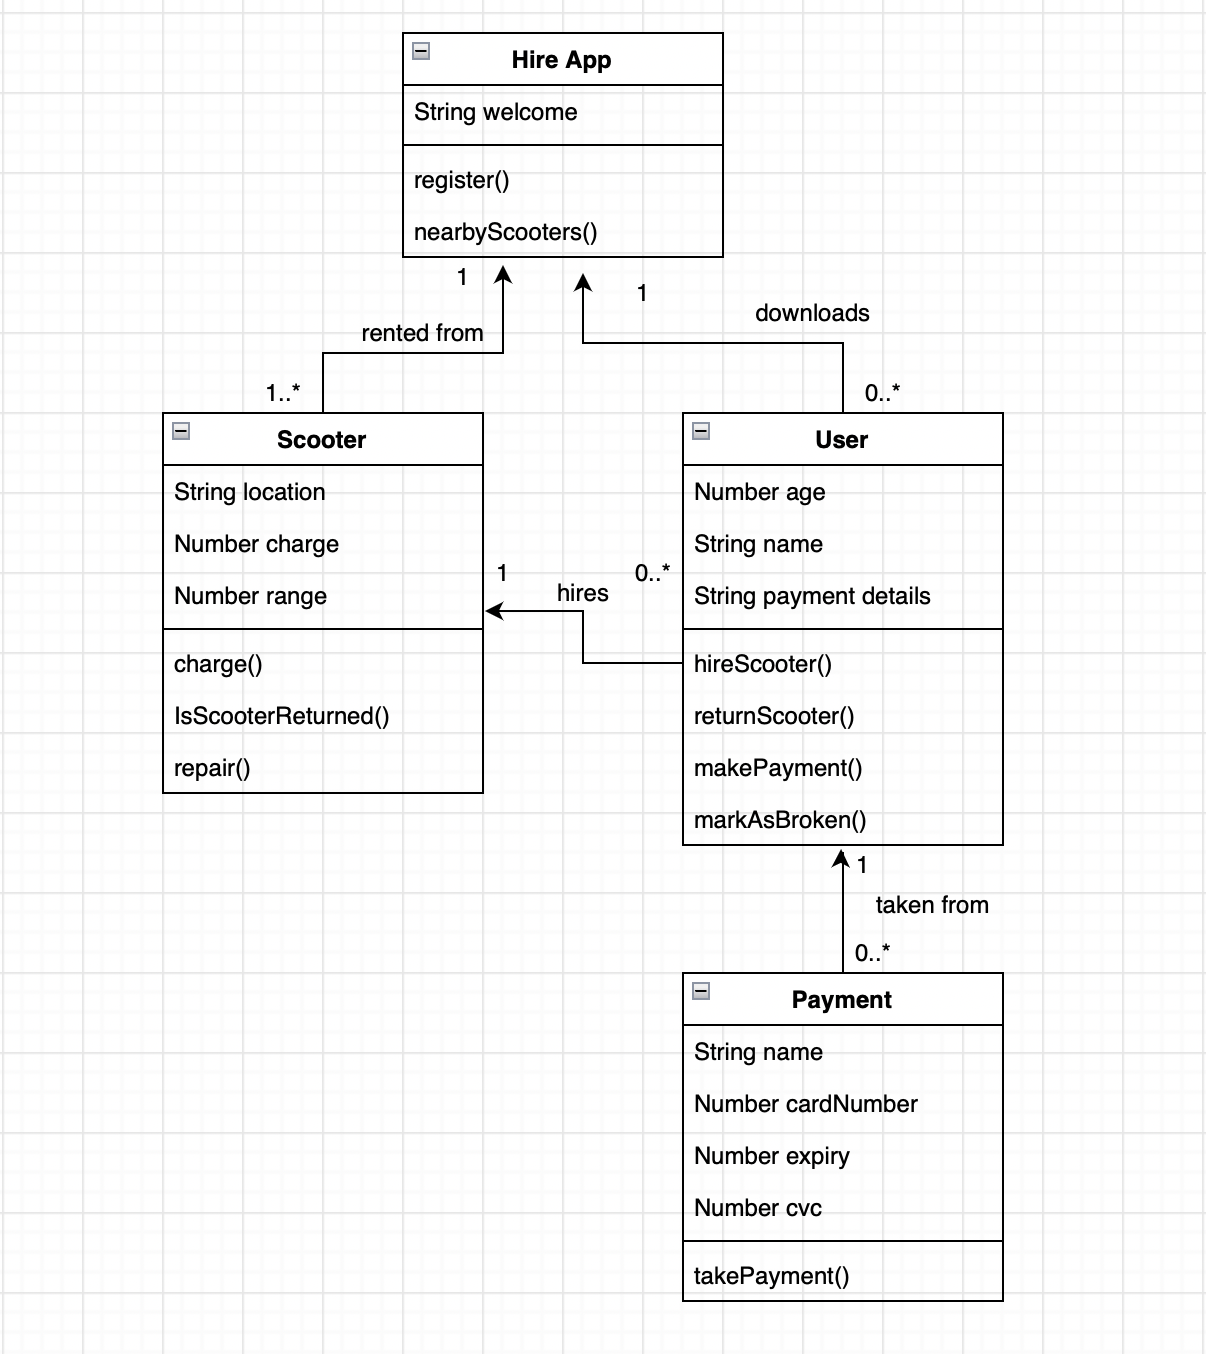 Hire App
String welcome
register()
nearbyScooters()
1
1
rented from
downloads
1..*
0..*
Scooter
String location
Number charge
Number range
charge()
IsScooterReturned()
repair()
1
hires
0..*
User
Number age
String name
String payment details
hireScooter()
returnScooter()
makePayment()
markAsBroken()
1
taken from
0..*
Payment
String name
Number cardNumber
Number expiry
Number cvc
takePayment()